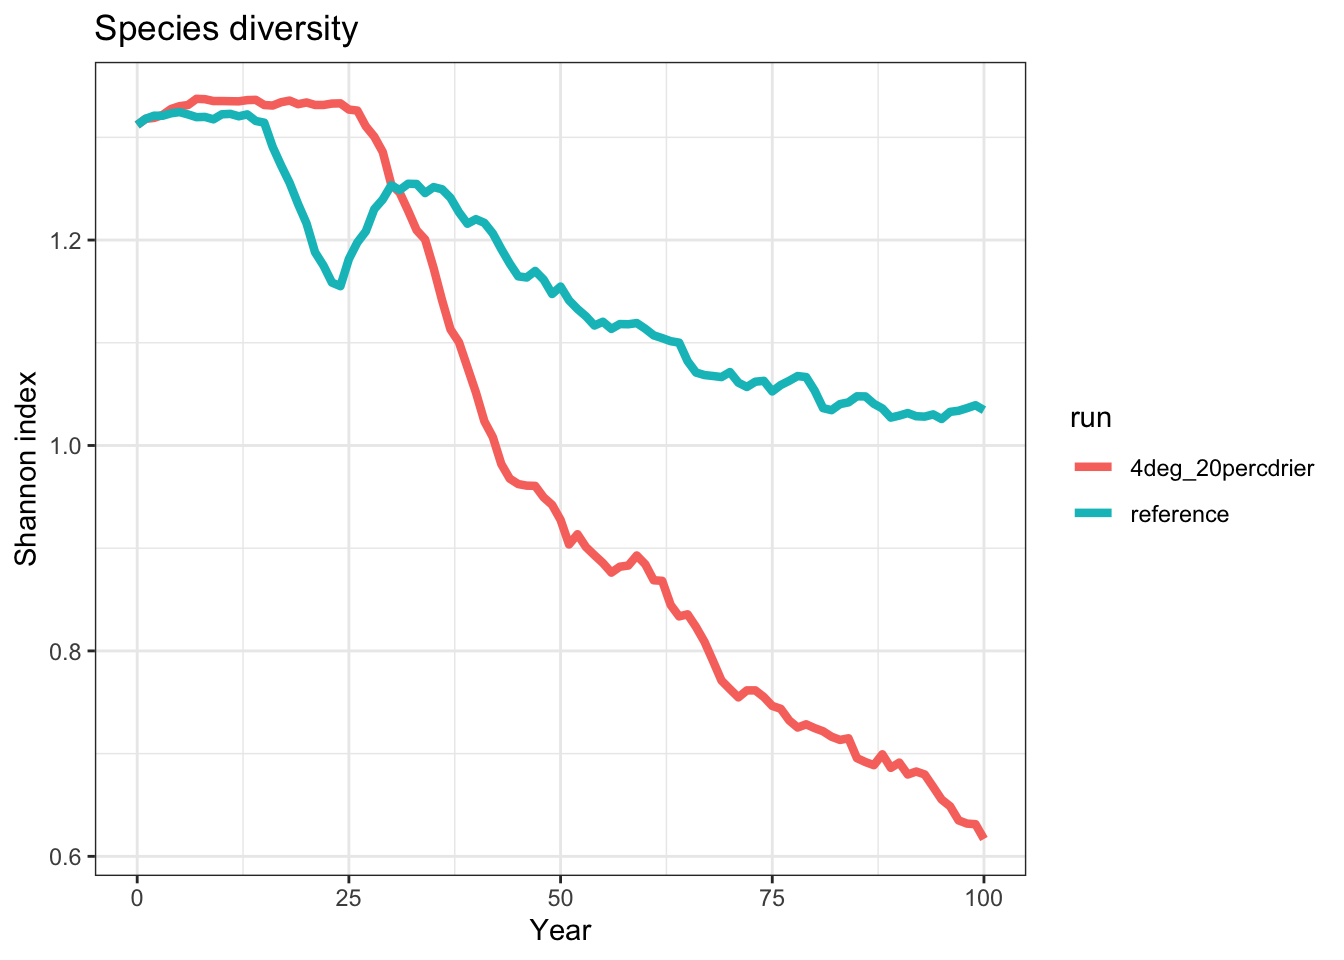 Species diversity
Shannon index
1.2
1.0
0.8
0.6
0
25
50
75
100
Year
run
4deg_20percdrier
reference